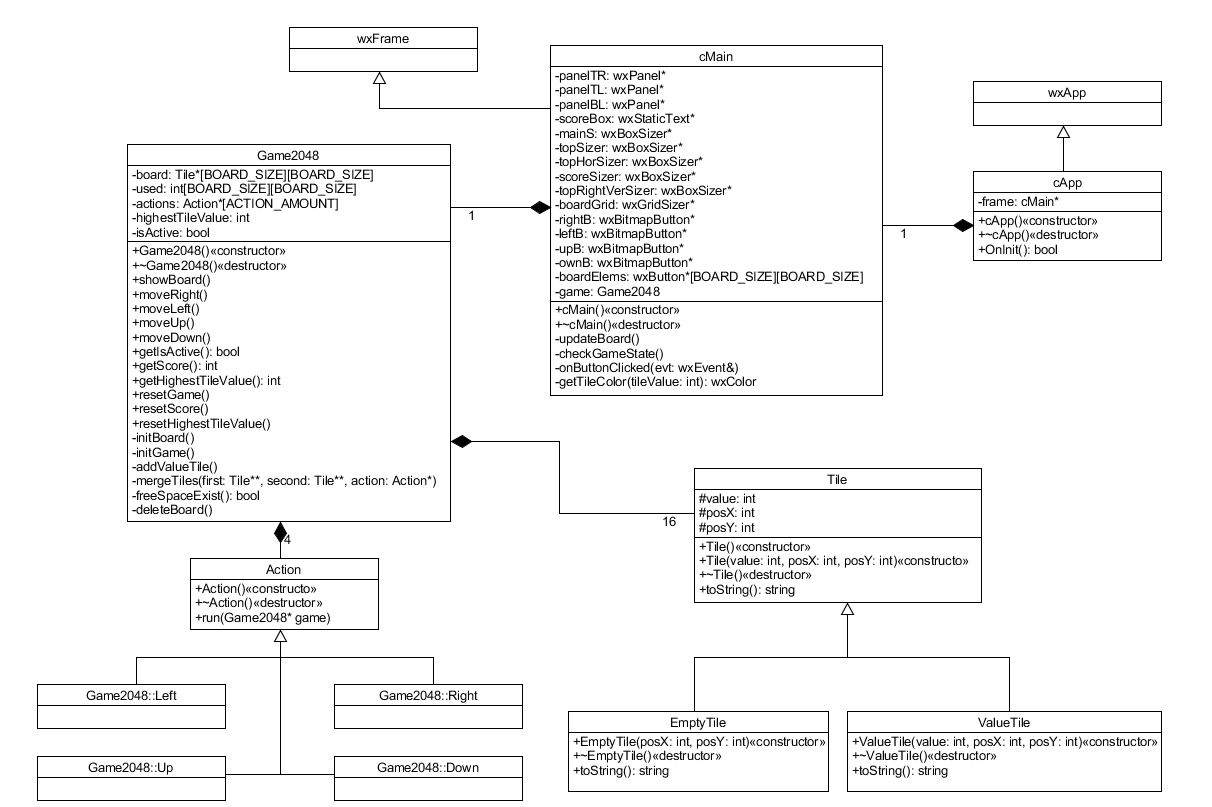 wxFrame
cMain
-panelTR: wxPanel*
-panelTL: wxPanel*
-panelBL: wxPanel*
-scoreBox: wxStaticText*
-mainS: wxBoxSizer*
-topSizer: wxBoxSizer*
-topHorSizer: wxBoxSizer*
-scoreSizer: wxBoxSizer*
-topRightVerSizer: wxBoxSizer*
-boardGrid: wxGridSizer*
-rightB: wxBitmapButton*
-leftB: wxBitmapButton*
-upB: wxBitmapButton*
-ownB: wxBitmapButton*
-boardElems: wxButton*[BOARD_SIZE][BOARD_SIZE]
-game: Game2048
+cMain()«constructor»
+~cMain()«destructor»
-updateBoard()
-checkGameState()
-onButtonClicked(evt: wxEvent&)
-getTileColor(tileValue: int): wxColor
wxApp
cApp
-frame: cMain*
+cApp()«constructor»
+~cApp()«destructor»
+OnInit(): bool
1
1
Game2048
-board: Tile*[BOARD_SIZE][BOARD_SIZE]
-used: int[BOARD_SIZE][BOARD_SIZE]
-actions: Action*[ACTION_AMOUNT]
-highestTileValue: int
-isActive: bool
+Game2048()«constructor»
+~Game2048()«destructor»
+showBoard()
+moveRight()
+moveLeft()
+moveUp()
+moveDown()
+getIsActive(): bool
+getScore(): int
+getHighestTileValue(): int
+resetGame()
+resetScore()
+resetHighestTileValue()
-initBoard()
-initGame()
-addValueTile()
-mergeTiles(first: Tile**, second: Tile**, action: Action*)
-freeSpaceExist(): bool
-deleteBoard()
4
16
Tile
#value: int
#posX: int
#posY: int
+Tile()«constructor»
+Tile(value: int, posX: int, posY: int)«constructo»
+~Tile()«destructor»
+toString(): string
Action
+Action()«constructo»
+~Action()«destructor»
+run(Game2048* game)
Game2048::Left
Game2048::Right
Game2048::Up
Game2048::Down
EmptyTile
+EmptyTile(posX: int, posY: int)«constructor»
+~EmptyTile()«destructor»
+toString(): string
ValueTile
+ValueTile(value: int, posX: int, posY: int)«constructor»
+~ValueTile()«destructor»
+toString(): string